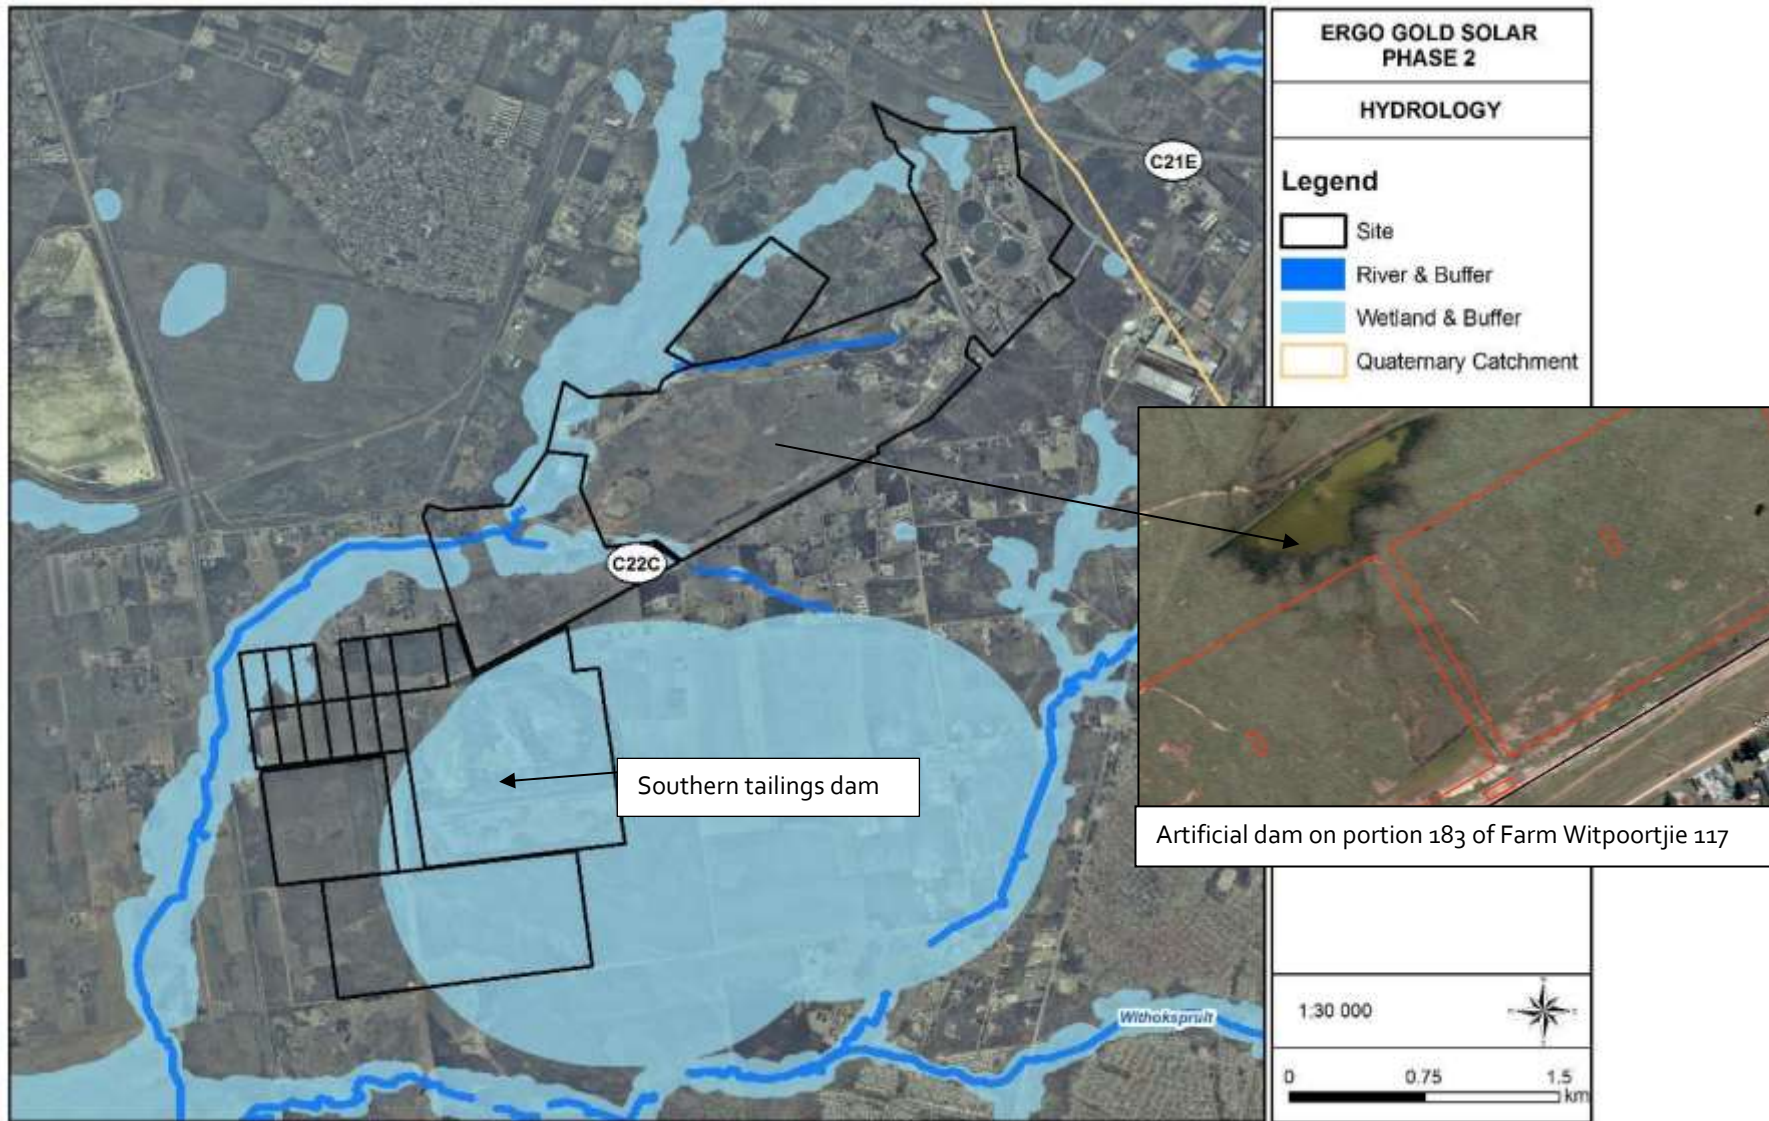 ERGO GOLD SOLAR
PHASE 2
HYDROLOGY
Legend
Site
River & Buffer
Wetland & Buffer
Quaternary Catchment
C21E
C22C
Southern tailings dam
Artificial dam on portion 183 of Farm Witpoortjie 117
Withokspruit
1:30 000
0 0.75 1.5
km